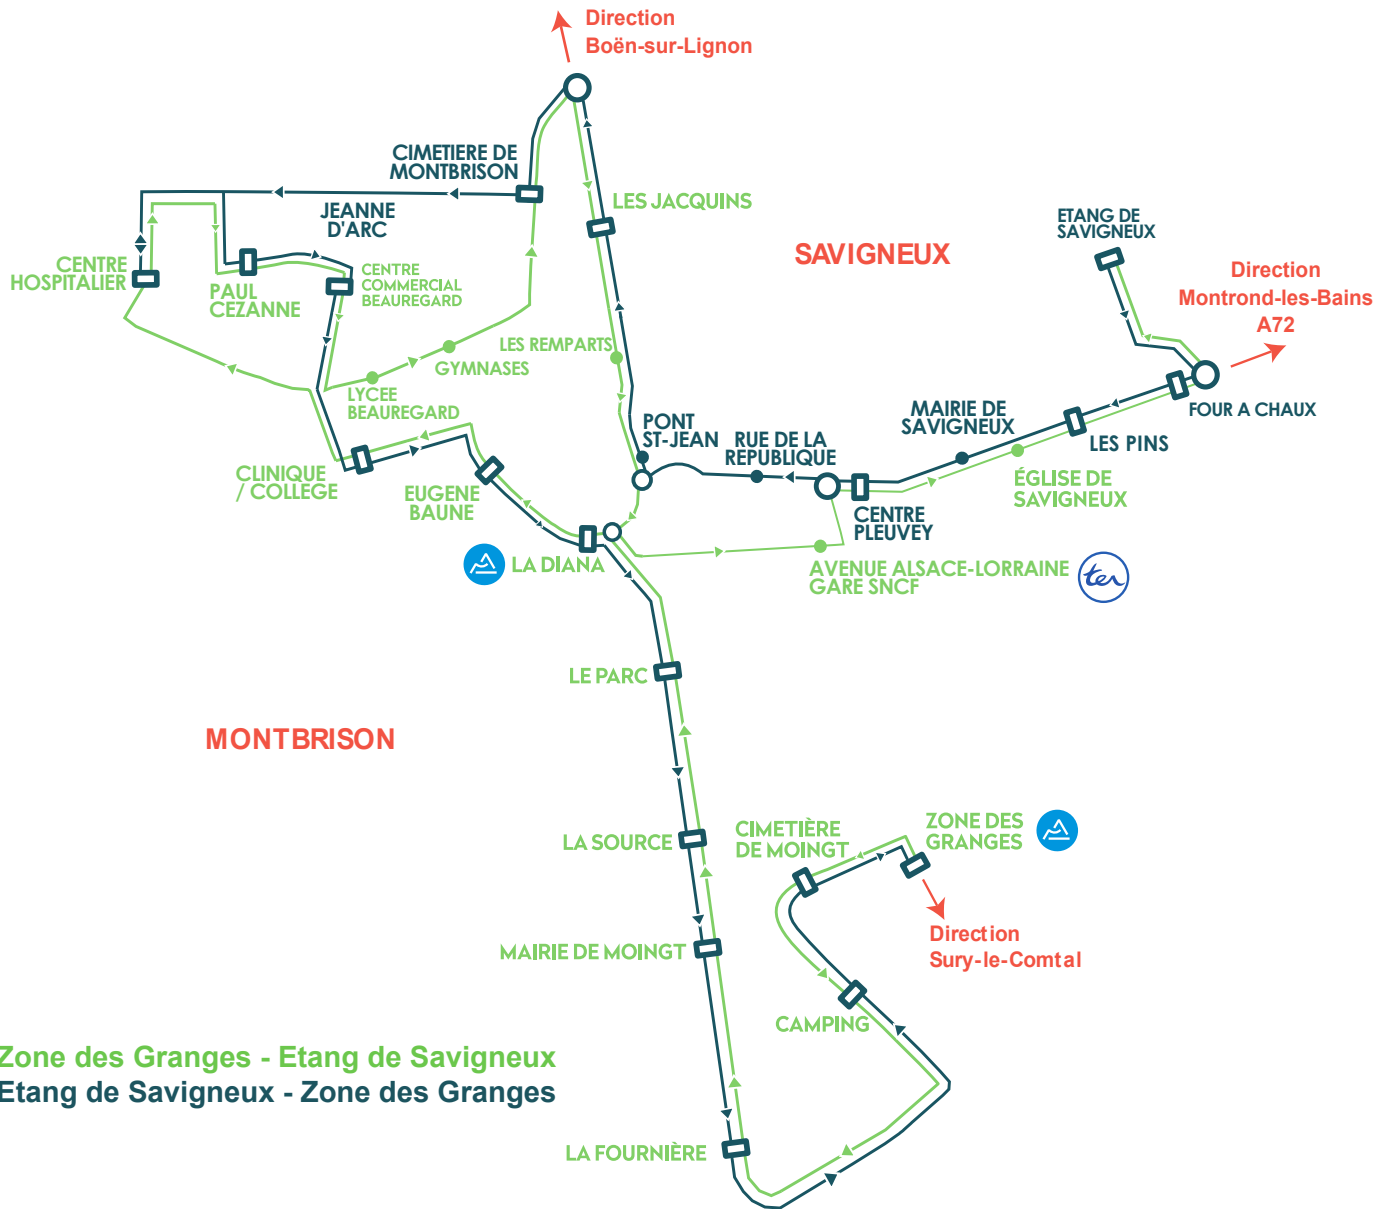 Direction
Boën-sur-Lignon
CIMETIERE DE
MONTBRISON
JEANNE
D'ARC
LES JACQUINS
CENTRE
HOSPITALIER
PAUL
CEZANNE
CENTRE
COMMERCIAL
BEAUREGARD
SAVIGNEUX
ETANG DE
SAVIGNEUX
Direction
Montrond-les-Bains
A72
LES REMPARTS
GYMNASES
LYCEE
BEAUREGARD
PONT
ST-JEAN
RUE DE LA
REPUBLIQUE
MAIRIE DE
SAVIGNEUX
FOUR A CHAUX
LES PINS
CLINIQUE
/ COLLEGE
EUGENE
BAUNE
CENTRE
PLEUVEY
ÉGLISE DE
SAVIGNEUX
LA DIANA
AVENUE ALSACE-LORRAINE
GARE SNCF
ter
LE PARC
MONTBRISON
LA SOURCE
CIMETIÈRE
DE MOINGT
ZONE DES
GRANGES
MAIRIE DE MOINGT
Direction
Sury-le-Comtal
CAMPING
Zone des Granges - Etang de Savigneux
Etang de Savigneux - Zone des Granges
LA FOURNIÈRE